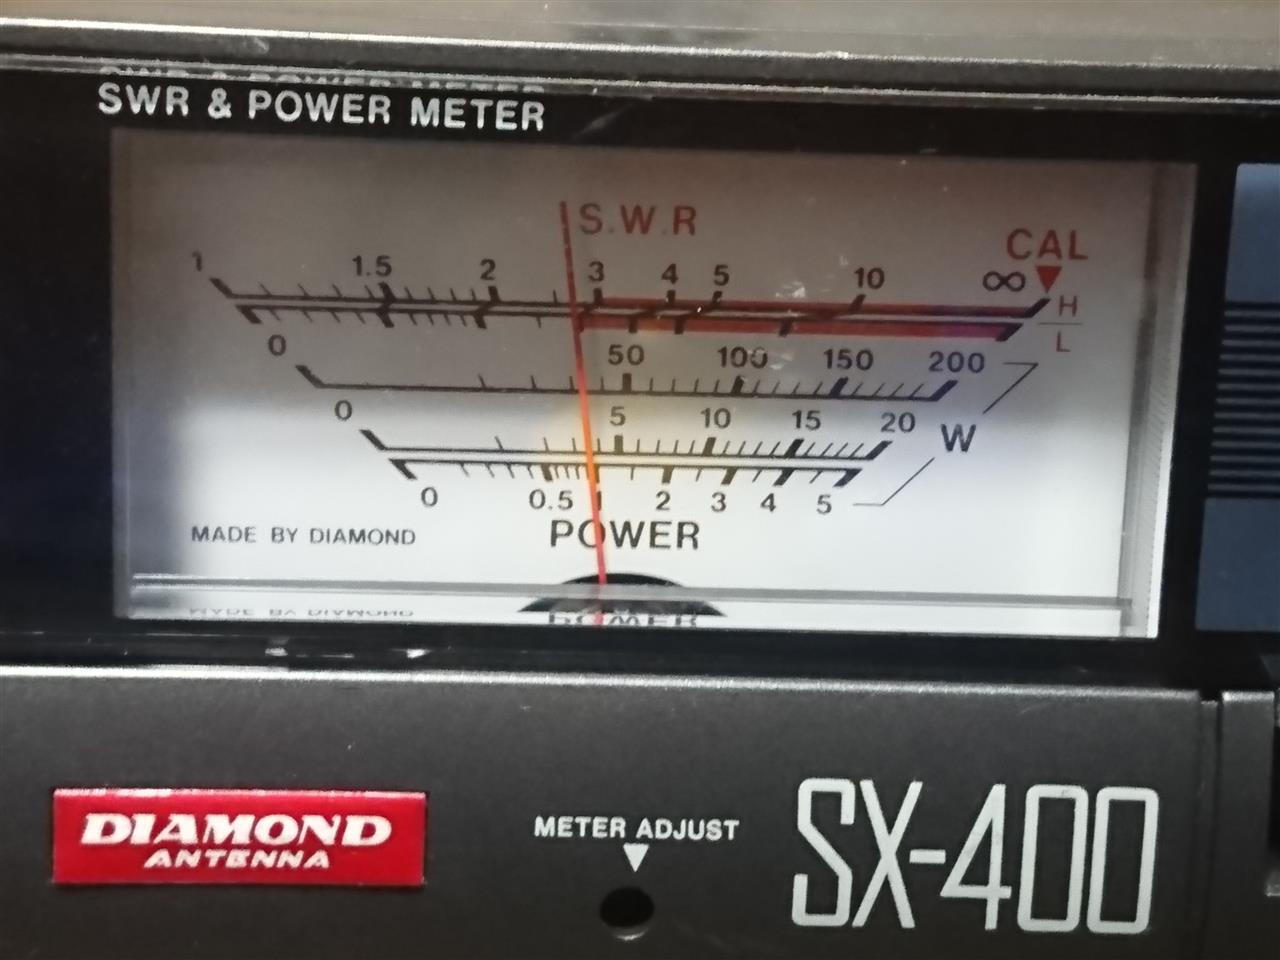 SWR & POWER METER
S.W.R
CAL
1 1.5 2 3 4 5 10 ∞
H
L
0 50 100 150 200
0 5 10 15 20
W
0 0.5 1 2 3 4 5
MADE BY DIAMOND
POWER
DIAMOND
ANTENNA
METER ADJUST
SX-400